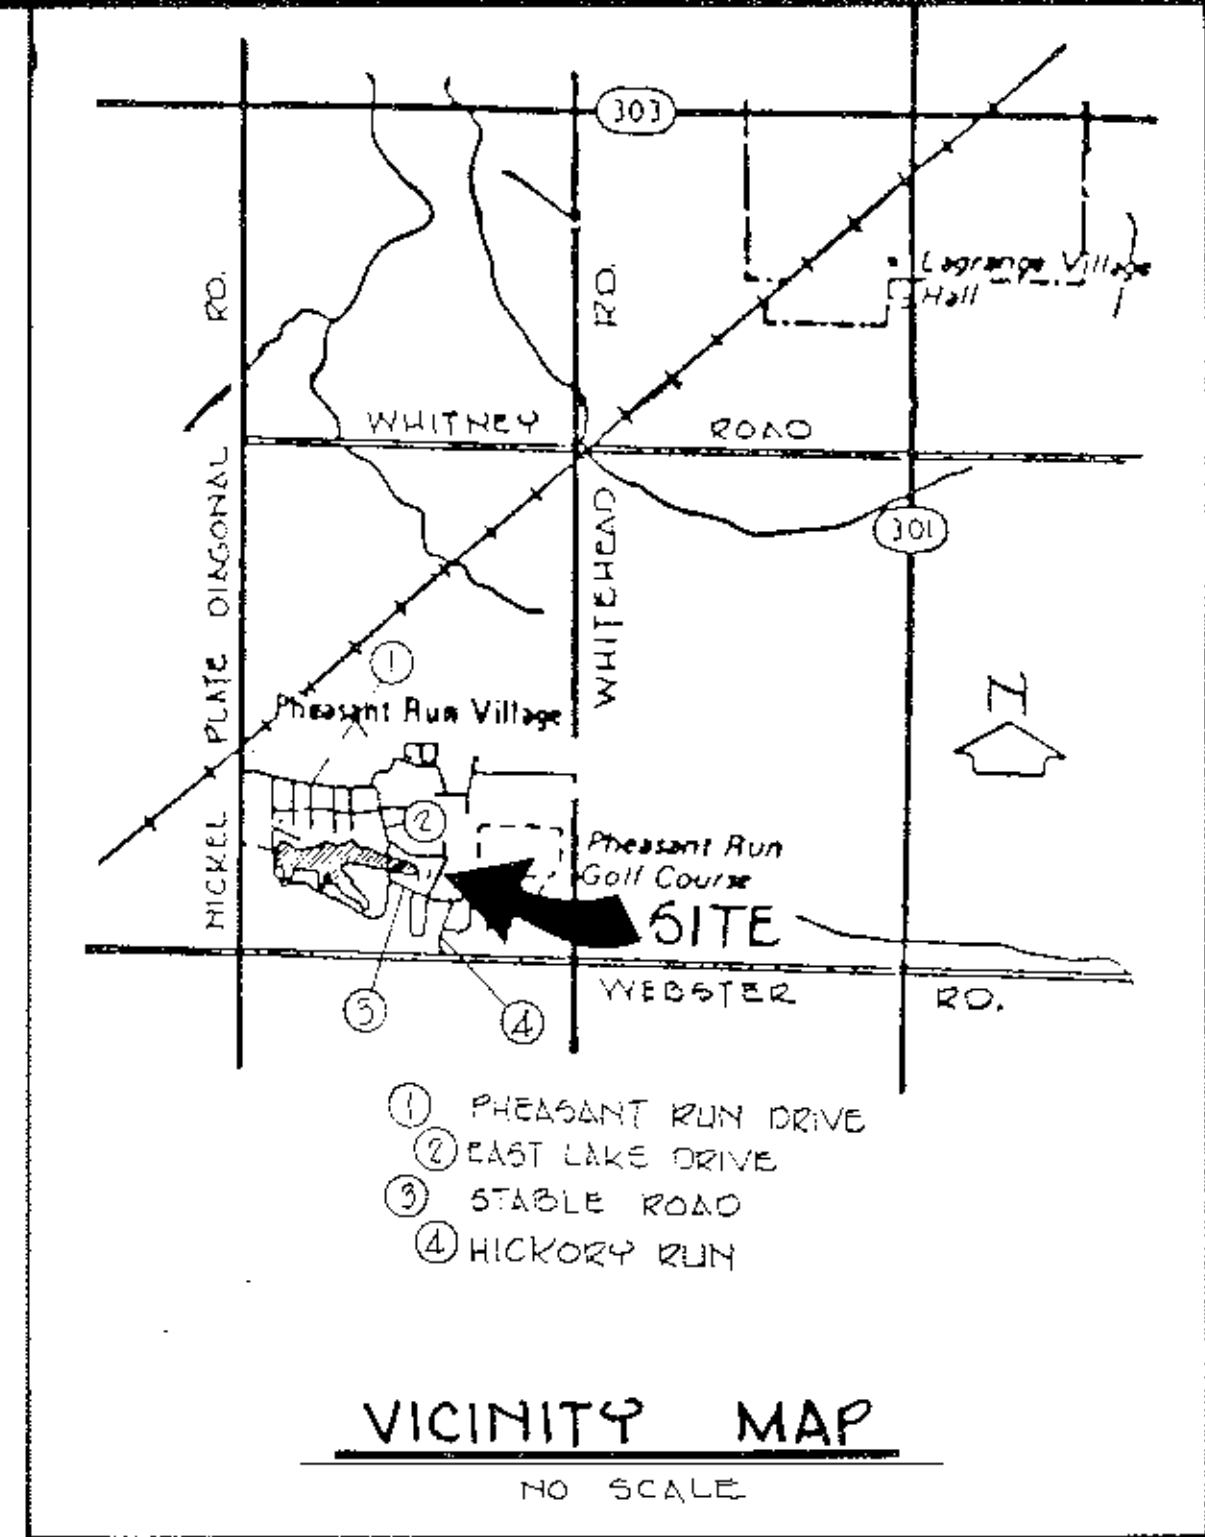 303
NICKEL PLATE DIAGONAL RD.
WHITEHEAD RD.
Lagrange Village
Hall
WHITNEY ROAD
301
N
1
Pheasant Run Village
2
Pheasant Run
Golf Course
SITE
WEBSTER RD.
3
4
1 PHEASANT RUN DRIVE
2 EAST LAKE DRIVE
3 STABLE ROAD
4 HICKORY RUN
VICINITY MAP
NO SCALE